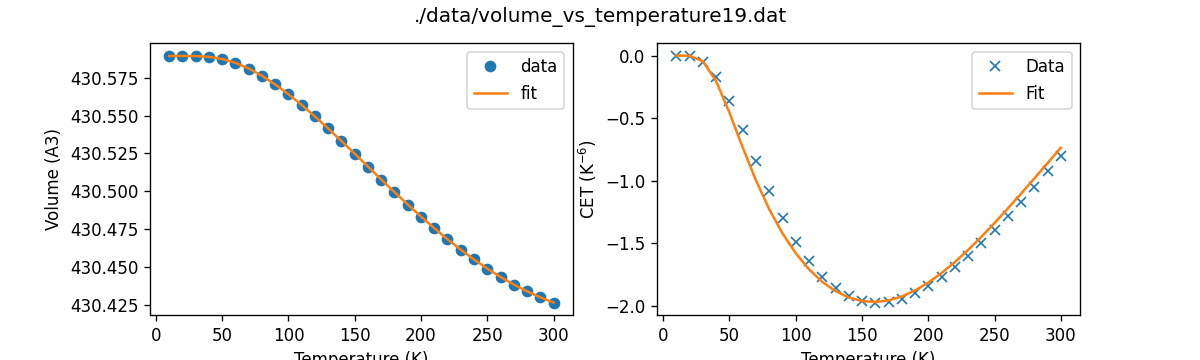 ./data/volume_vs_temperature19.dat
Volume (A3)
430.575
430.550
430.525
430.500
430.475
430.450
430.425
0 50 100 150 200 250 300
Temperature (K)
data
fit
CET (K⁻⁶)
0.0
−0.5
−1.0
−1.5
−2.0
0 50 100 150 200 250 300
Temperature (K)
Data
Fit